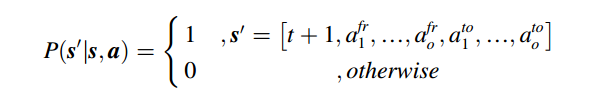 P(s'|s, a) = { 1 , s' = [t + 1, a_1^{fr}, ..., a_o^{fr}, a_1^{to}, ..., a_o^{to}]
0 , otherwise